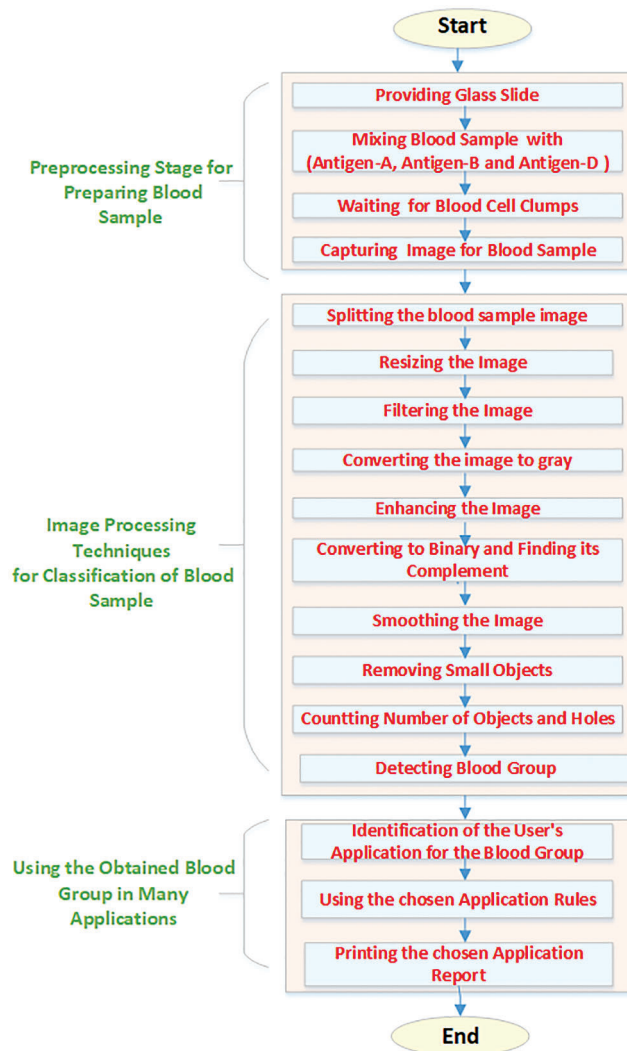 Start
Preprocessing Stage for
Preparing Blood
Sample
Providing Glass Slide
Mixing Blood Sample with
(Antigen-A, Antigen-B and Antigen-D )
Waiting for Blood Cell Clumps
Capturing Image for Blood Sample
Image Processing
Techniques
for Classification of Blood
Sample
Splitting the blood sample image
Resizing the Image
Filtering the Image
Converting the image to gray
Enhancing the Image
Converting to Binary and Finding its
Complement
Smoothing the Image
Removing Small Objects
Countting Number of Objects and Holes
Detecting Blood Group
Using the Obtained Blood
Group in Many
Applications
Identification of the User's
Application for the Blood Group
Using the chosen Application Rules
Printing the chosen Application
Report
End